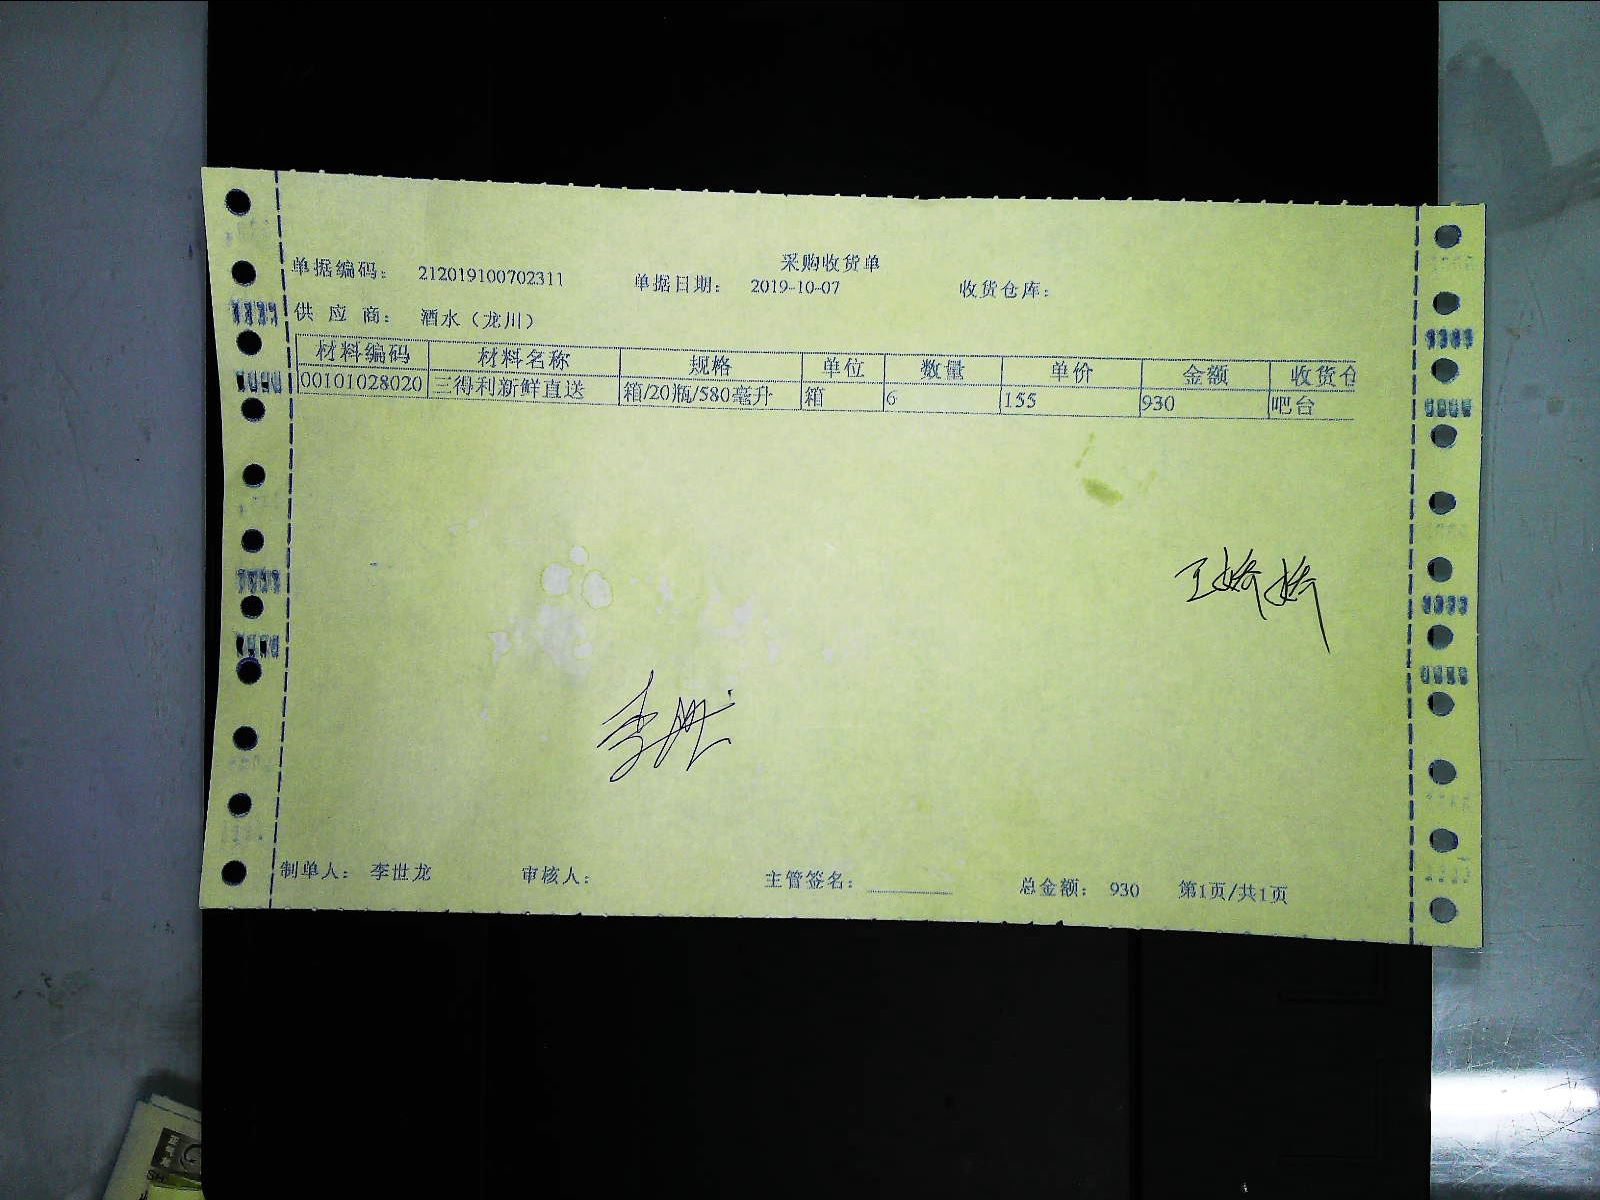 采购收货单
单据编码： 212019100702311 单据日期： 2019-10-07 收货仓库：
供 应 商： 酒水（龙川）
材料编码 材料名称 规格 单位 数量 单价 金额 收货仓
00101028020 三得利新鲜直送 箱/20瓶/580毫升 箱 6 155 930 吧台
王娇娇
制单人： 李世龙 审核人： 主管签名： 总金额： 930 第1页/共1页